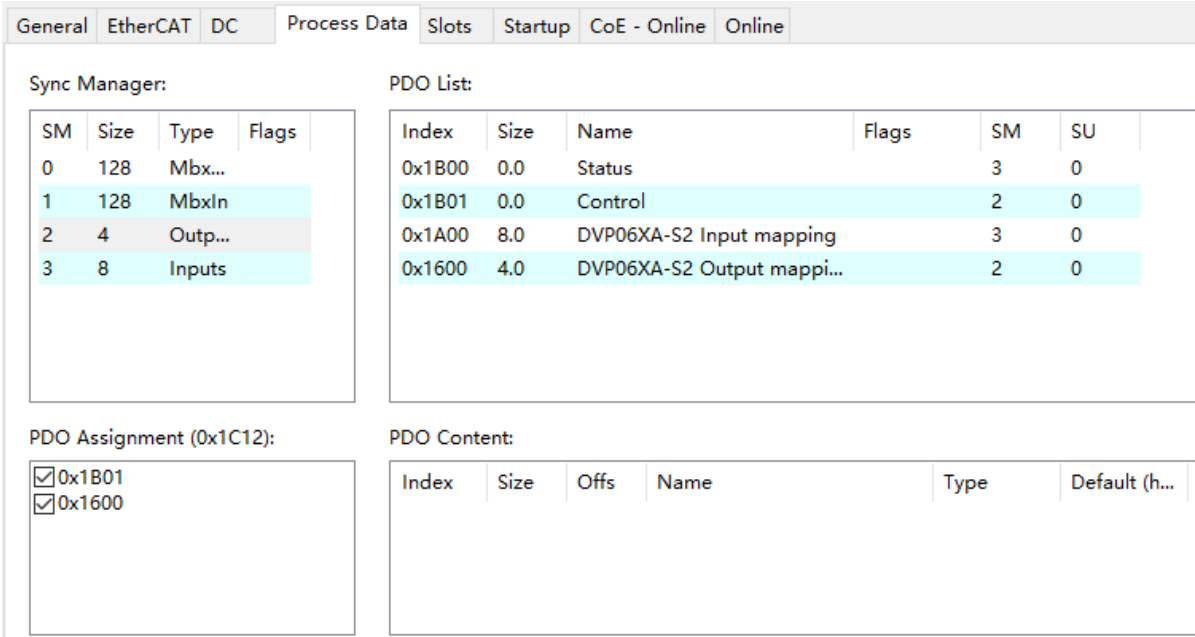 General EtherCAT DC Process Data Slots Startup CoE - Online Online
Sync Manager:
SM Size Type Flags
0 128 Mbx...
1 128 MbxIn
2 4 Outp...
3 8 Inputs
PDO List:
Index Size Name Flags SM SU
0x1B00 0.0 Status 3 0
0x1B01 0.0 Control 2 0
0x1A00 8.0 DVP06XA-S2 Input mapping 3 0
0x1600 4.0 DVP06XA-S2 Output mappi... 2 0
PDO Assignment (0x1C12):
0x1B01
0x1600
PDO Content:
Index Size Offs Name Type Default (h...